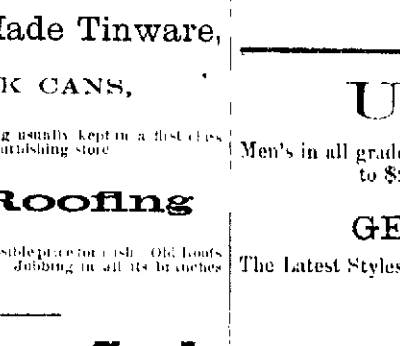 Made Tinware,
K CANS,
g usually kept in a first class
urnishing store
Roofing
sible price for cash. Old Roofs
Jobbing in all its branches
U
Men's in all grade
to $
GE
The Latest Styles